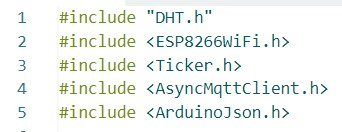 1 #include "DHT.h"
2 #include <ESP8266WiFi.h>
3 #include <Ticker.h>
4 #include <AsyncMqttClient.h>
5 #include <ArduinoJson.h>